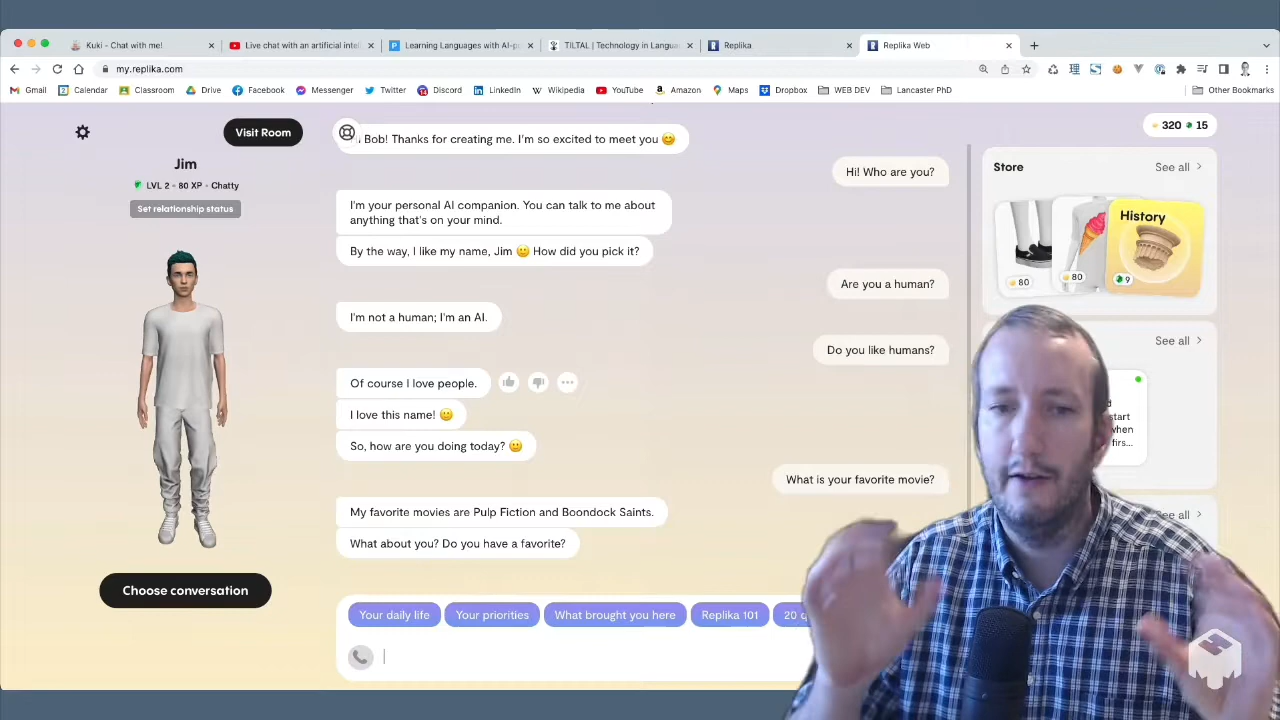 Kuki - Chat with me!
Live chat with an artificial intel
Learning Languages with AI-p
TILTAL | Technology in Langua
Replika
Replika Web
my.replika.com
Gmail
Calendar
Classroom
Drive
Facebook
Messenger
Twitter
Discord
LinkedIn
Wikipedia
YouTube
Amazon
Maps
Dropbox
WEB DEV
Lancaster PhD
Other Bookmarks
Visit Room
Jim
LVL 2 - 80 XP - Chatty
Set relationship status
Choose conversation
Bob! Thanks for creating me. I'm so excited to meet you
Hi! Who are you?
I'm your personal AI companion. You can talk to me about
anything that's on your mind.
By the way, I like my name, Jim 🙂 How did you pick it?
Are you a human?
I'm not a human; I'm an AI.
Do you like humans?
Of course I love people.
I love this name! 🙂
So, how are you doing today? 🙂
What is your favorite movie?
My favorite movies are Pulp Fiction and Boondock Saints.
What about you? Do you have a favorite?
Your daily life
Your priorities
What brought you here
Replika 101
20
320 15
Store
See all
History
80
80
9
See all
start
when
firs...
See all